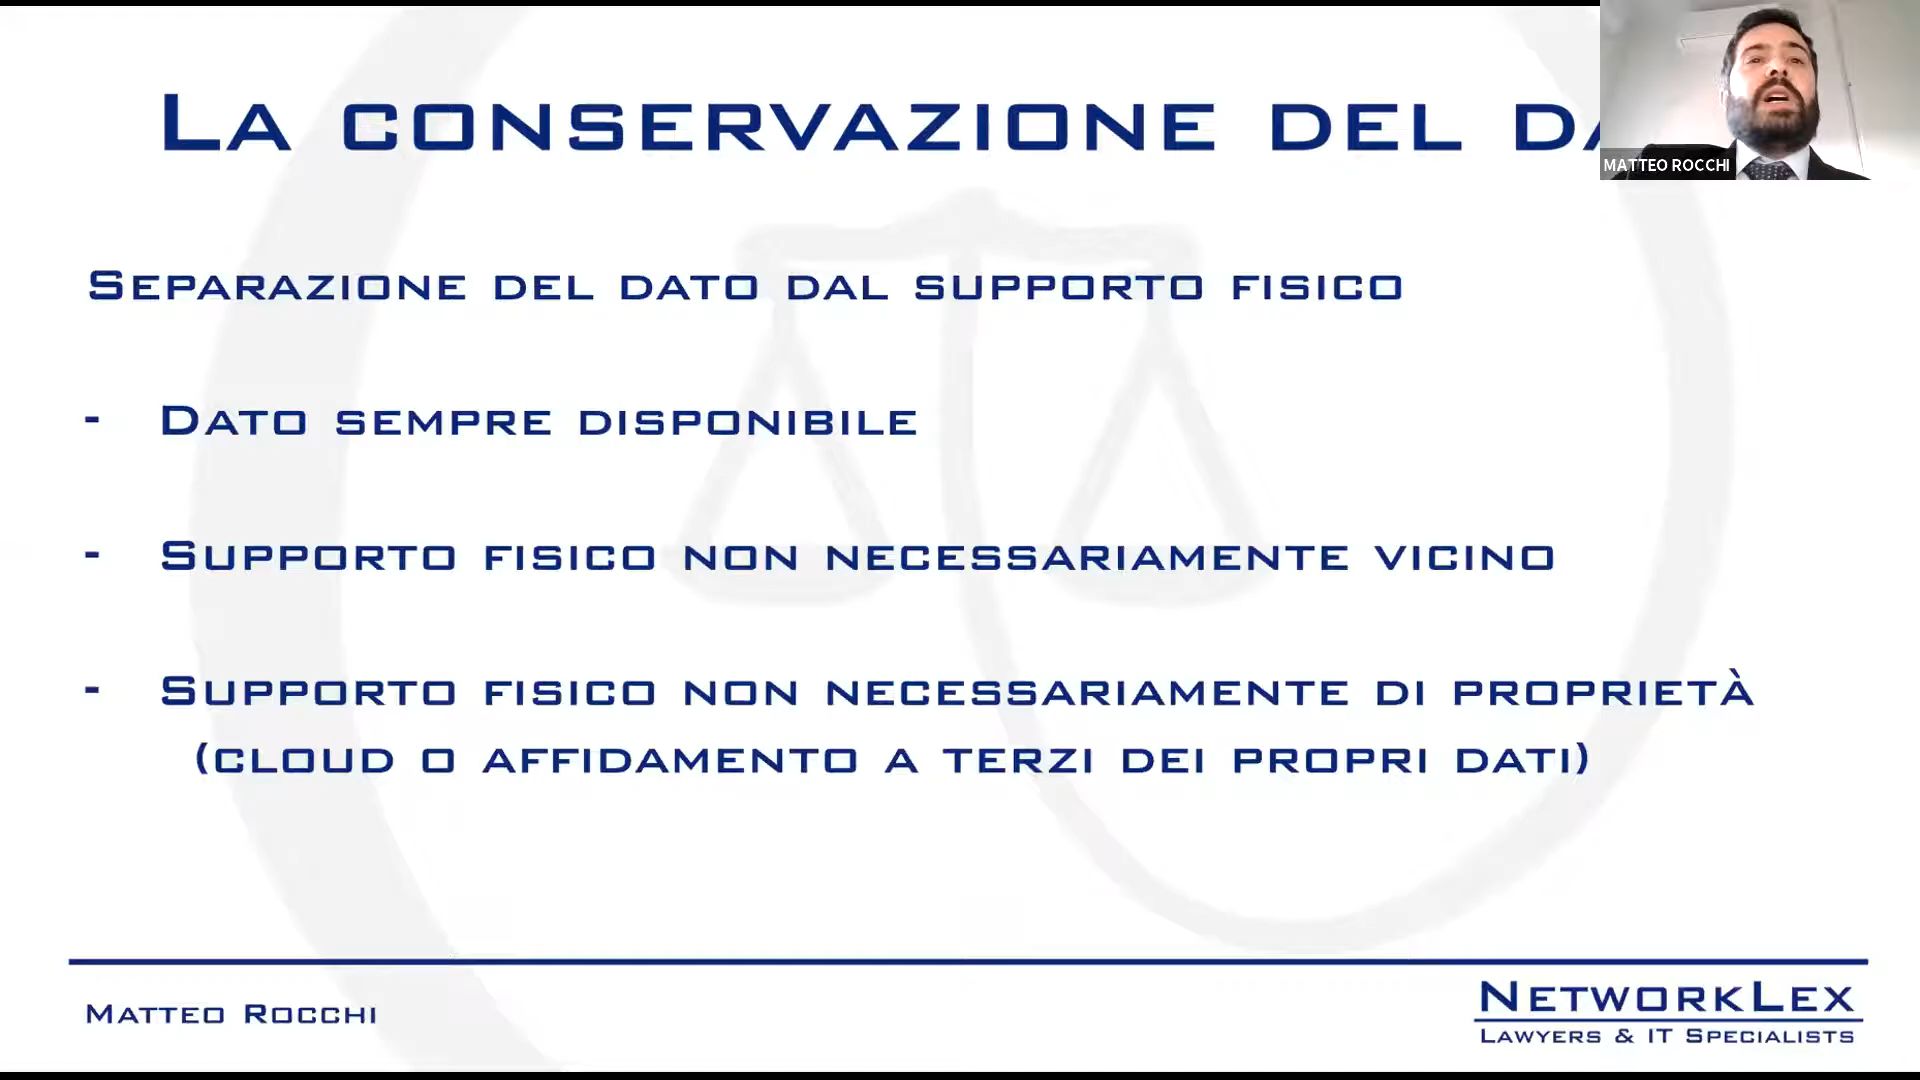 La conservazione del
MATTEO ROCCHI
Separazione del dato dal supporto fisico
- Dato sempre disponibile
- Supporto fisico non necessariamente vicino
- Supporto fisico non necessariamente di proprietà
(cloud o affidamento a terzi dei propri dati)
Matteo Rocchi
NetworkLex
Lawyers & IT Specialists